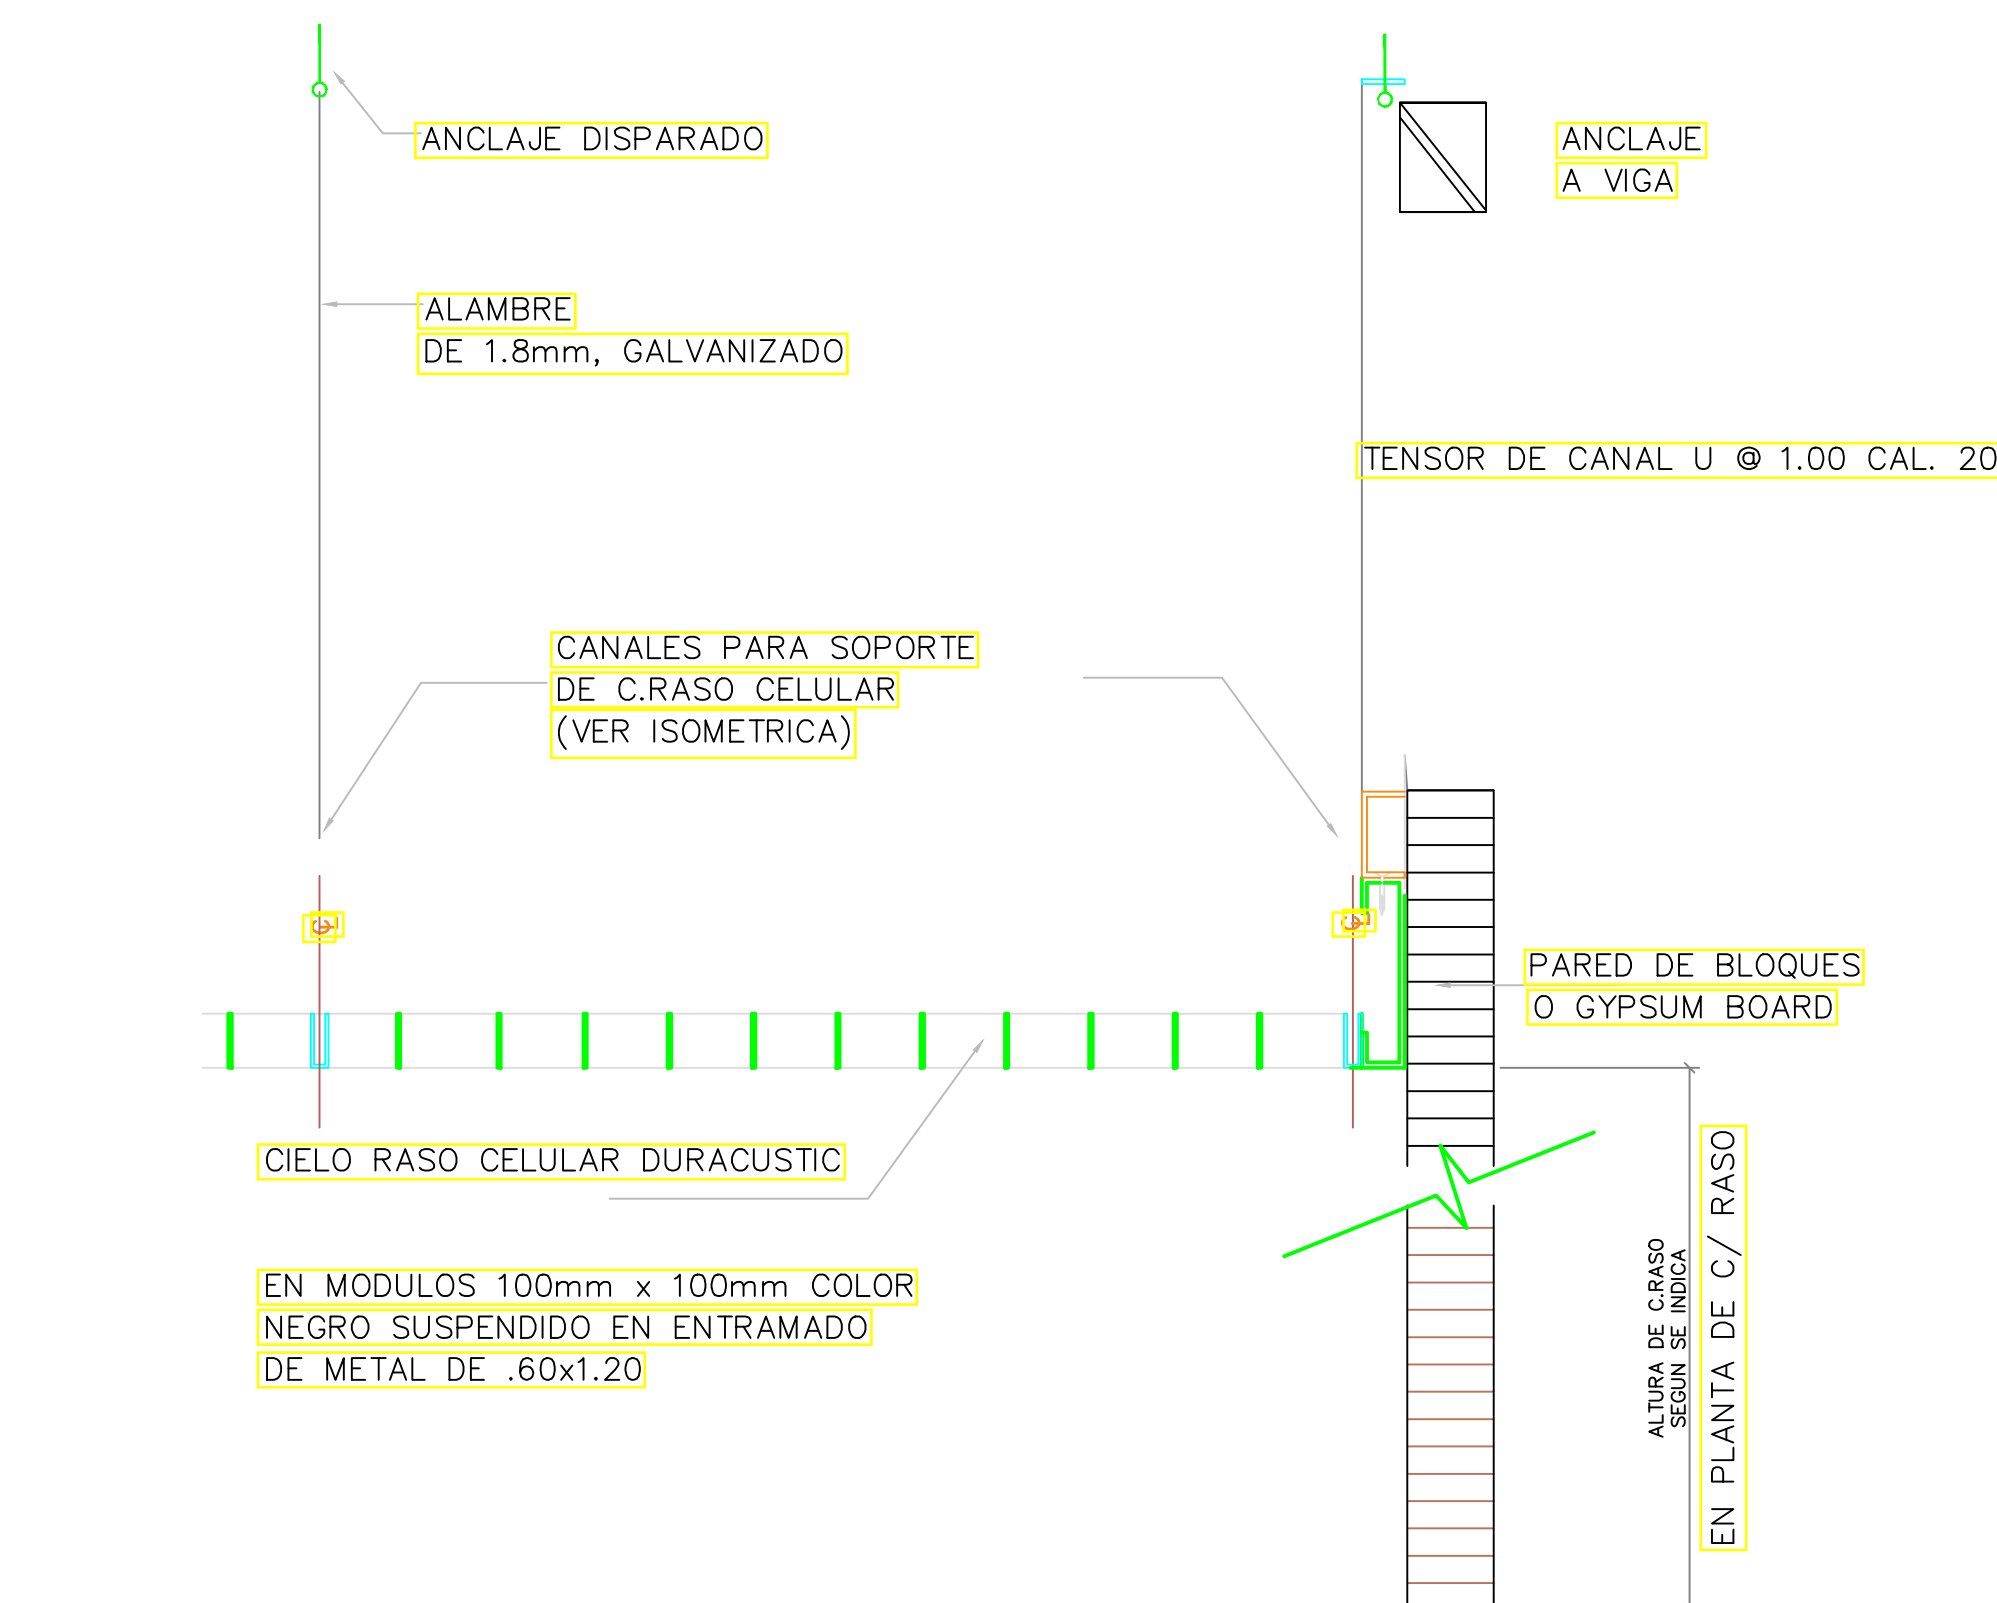 ANCLAJE DISPARADO
ANCLAJE
A VIGA
ALAMBRE
DE 1.8mm, GALVANIZADO
TENSOR DE CANAL U @ 1.00 CAL. 20
CANALES PARA SOPORTE
DE C.RASO CELULAR
(VER ISOMETRICA)
PARED DE BLOQUES
O GYPSUM BOARD
CIELO RASO CELULAR DURACUSTIC
EN MODULOS 100mm x 100mm COLOR
NEGRO SUSPENDIDO EN ENTRAMADO
DE METAL DE .60x1.20
ALTURA DE C.RASO
SEGUN SE INDICA
EN PLANTA DE C/ RASO